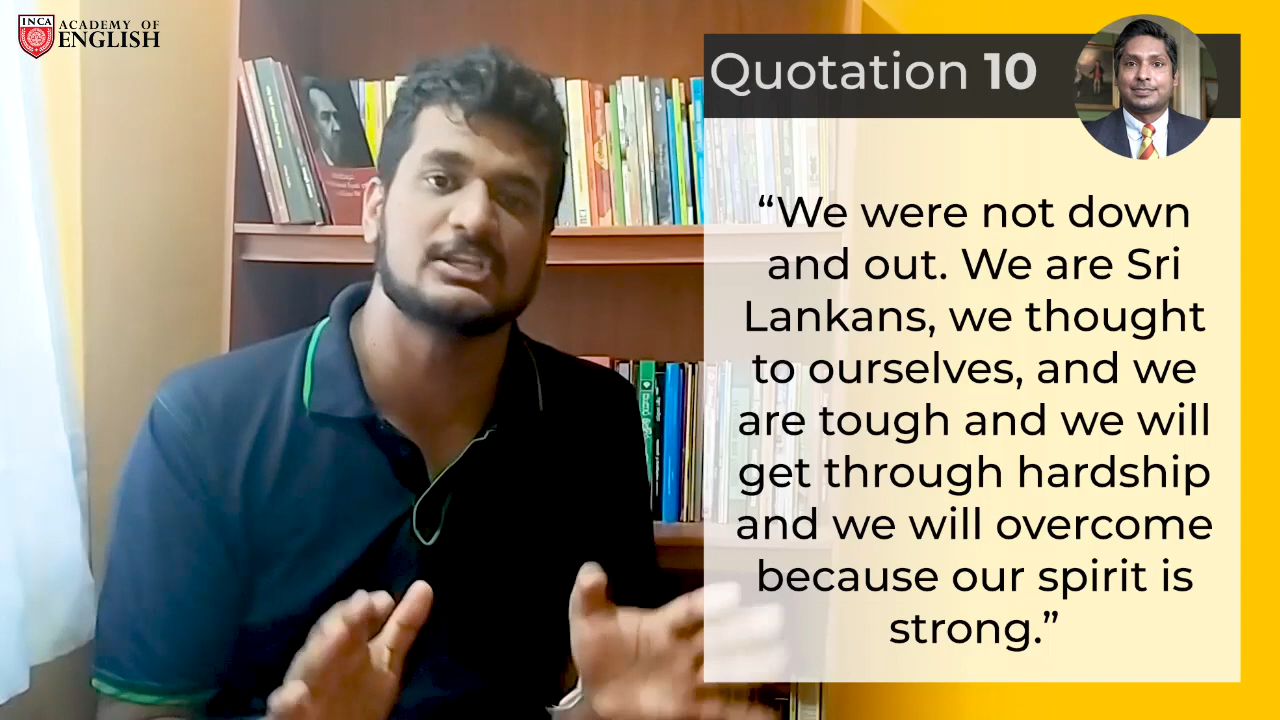 INCA
ACADEMY OF
ENGLISH
Quotation 10
“We were not down
and out. We are Sri
Lankans, we thought
to ourselves, and we
are tough and we will
get through hardship
and we will overcome
because our spirit is
strong.”